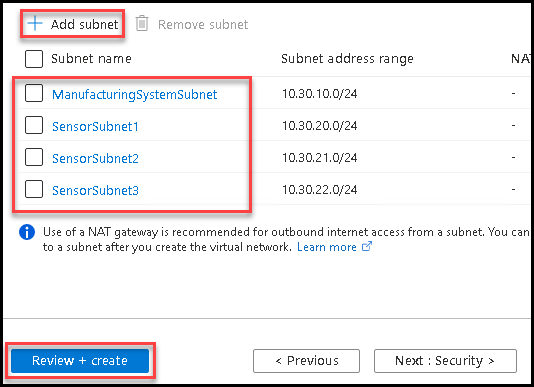 + Add subnet Remove subnet
Subnet name Subnet address range NA
ManufacturingSystemSubnet 10.30.10.0/24 -
SensorSubnet1 10.30.20.0/24 -
SensorSubnet2 10.30.21.0/24 -
SensorSubnet3 10.30.22.0/24 -
Use of a NAT gateway is recommended for outbound internet access from a subnet. You can
to a subnet after you create the virtual network. Learn more
Review + create < Previous Next : Security >